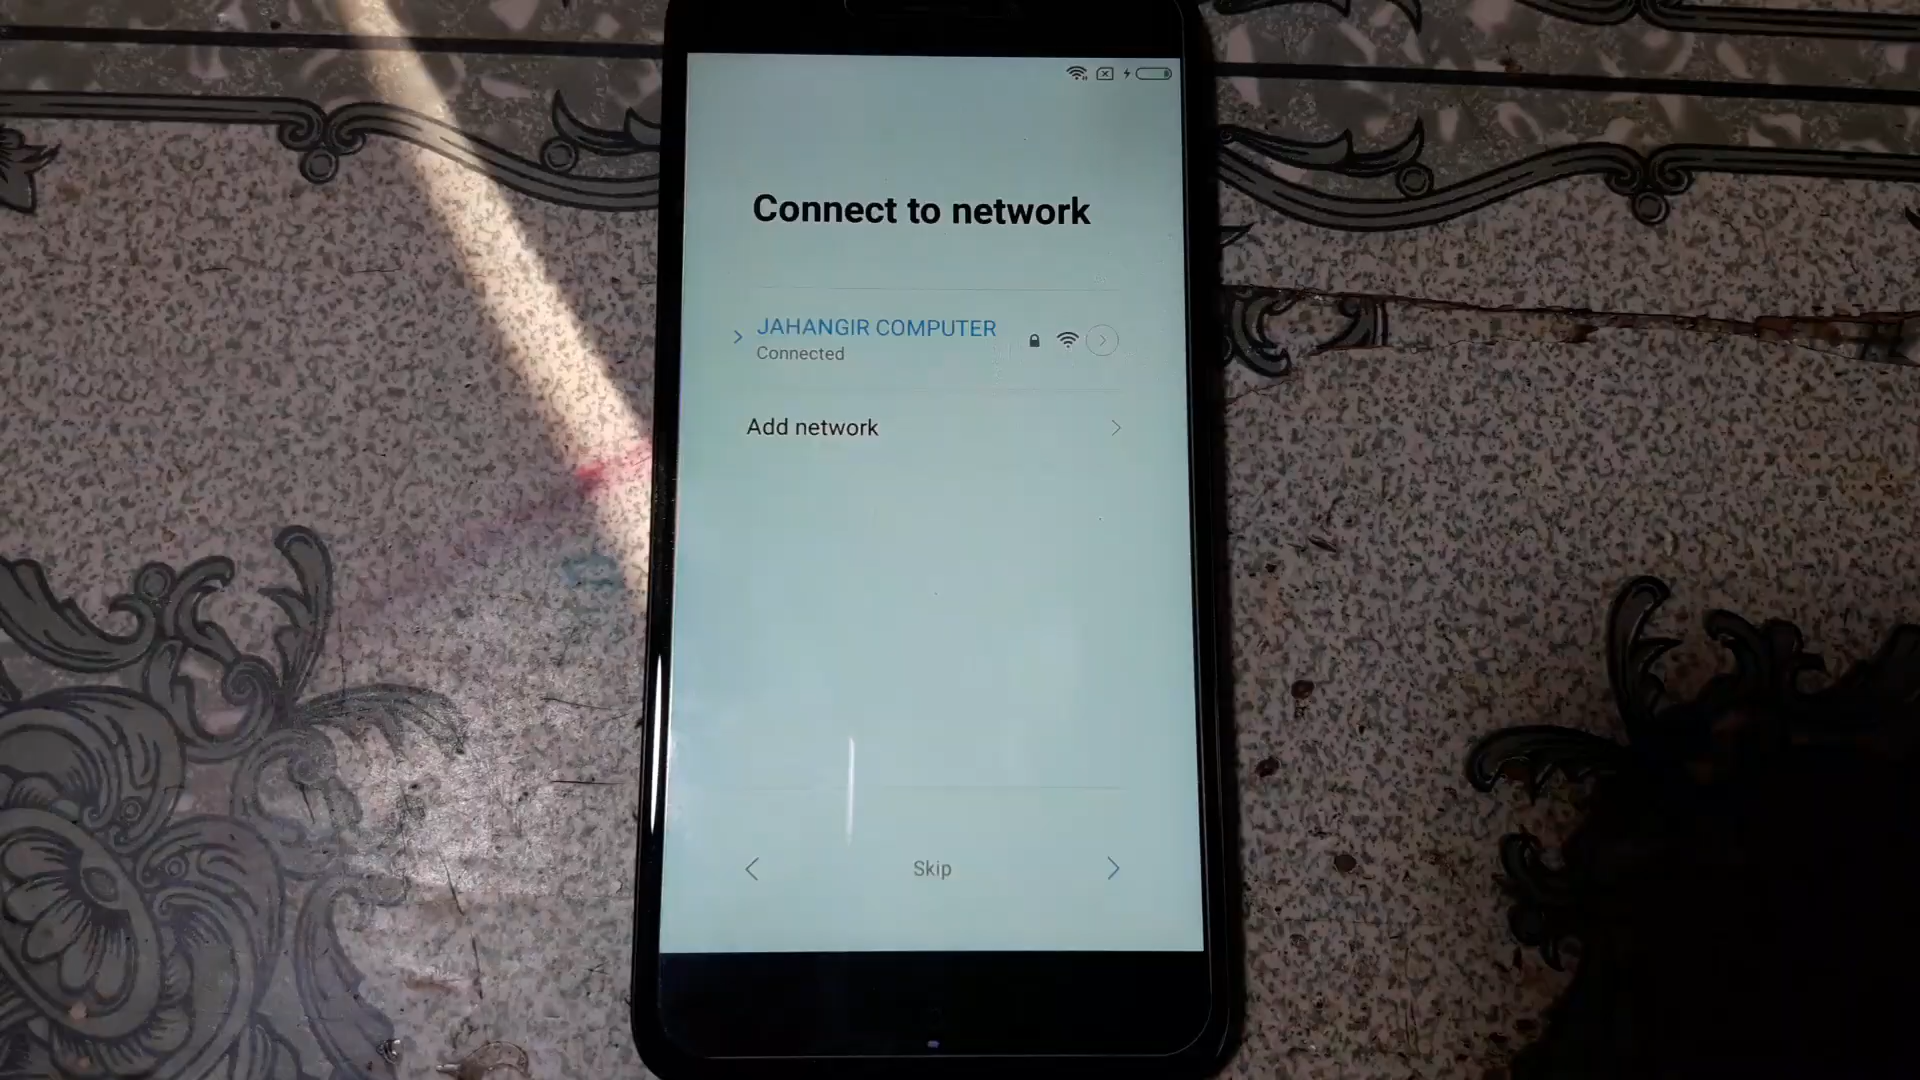 Connect to network
JAHANGIR COMPUTER
Connected
Add network
Skip